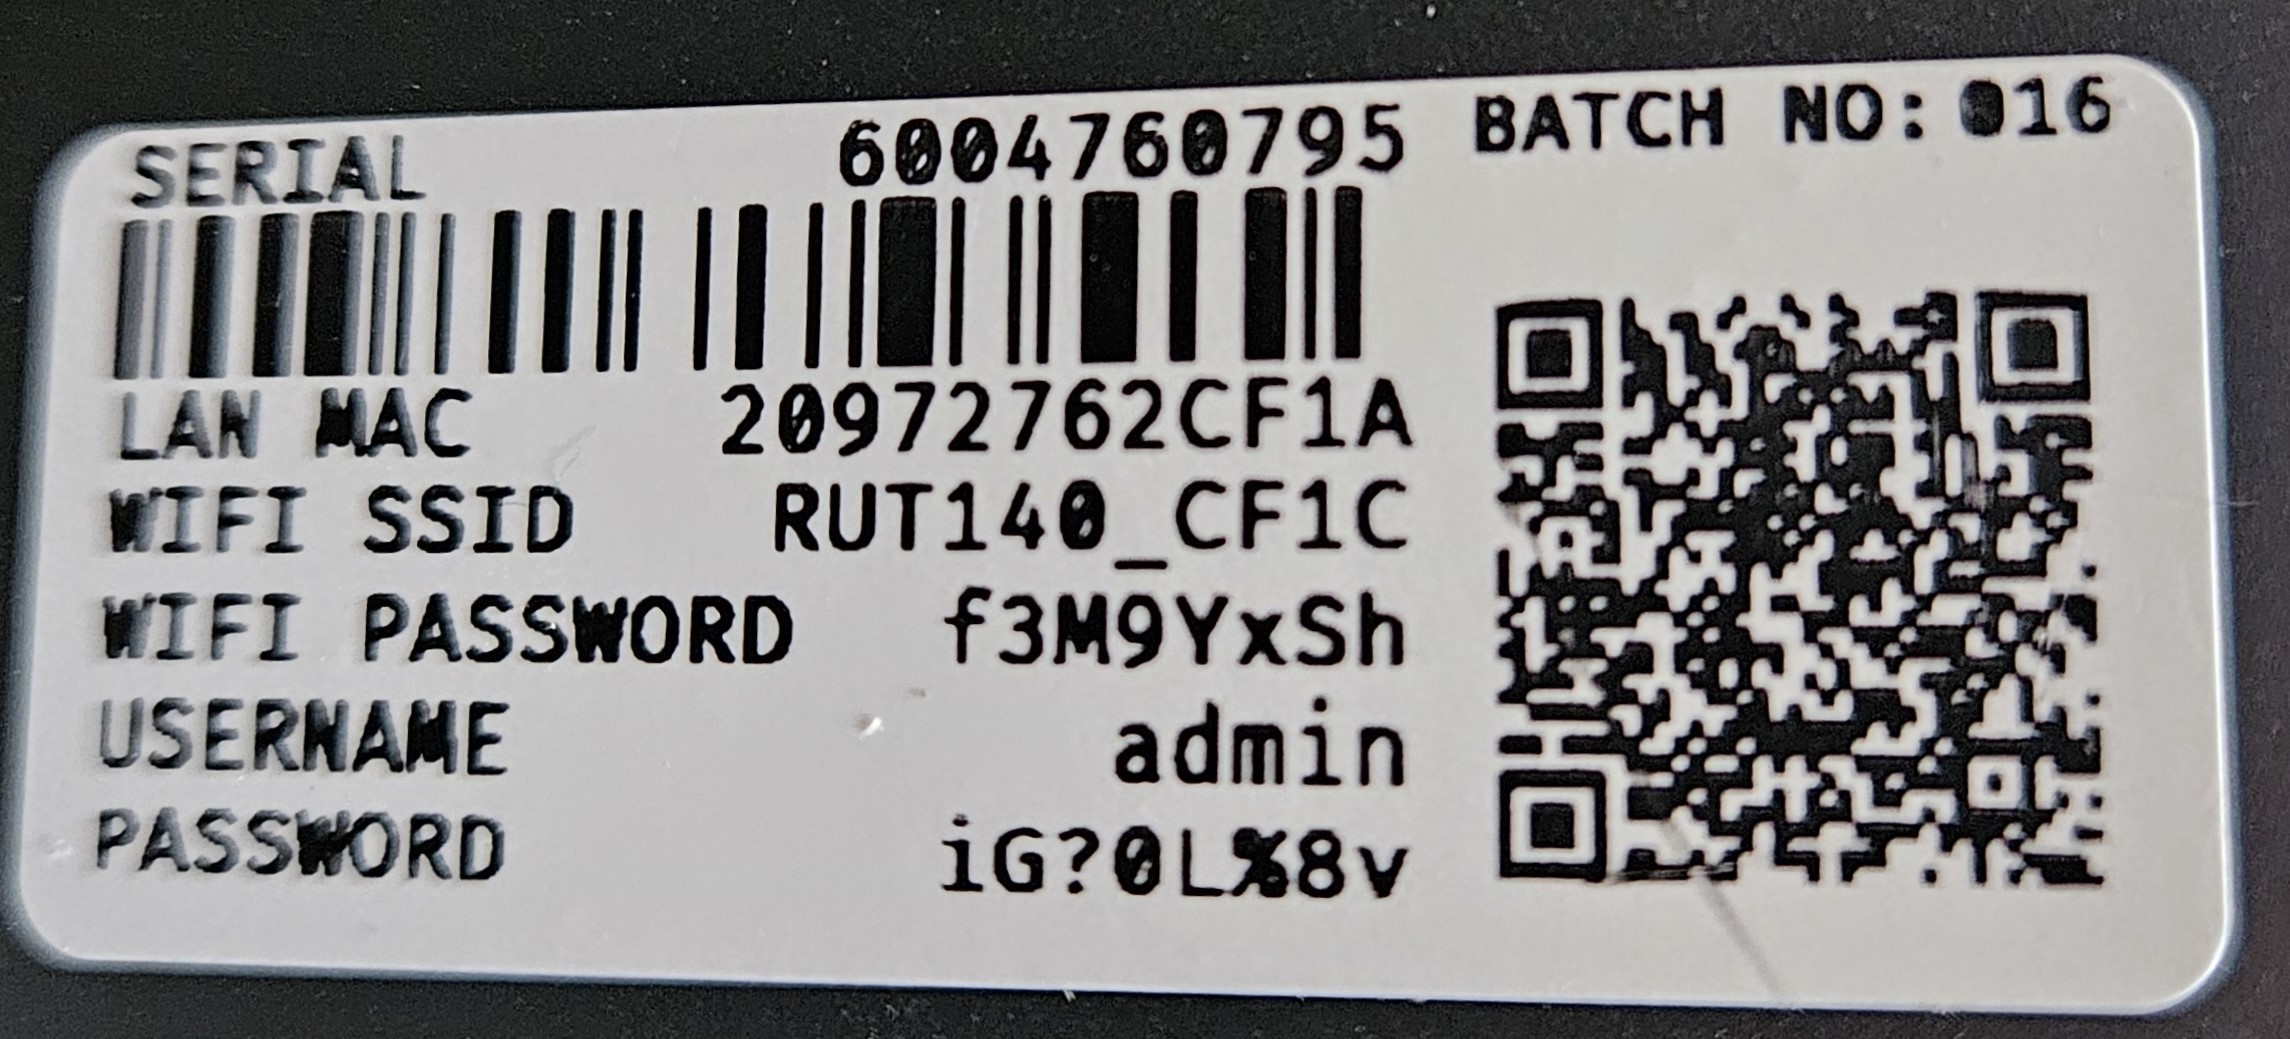 SERIAL 6004760795 BATCH NO:016
LAN MAC 20972762CF1A
WIFI SSID RUT140_CF1C
WIFI PASSWORD f3M9YxSh
USERNAME admin
PASSWORD iG?0L%8v